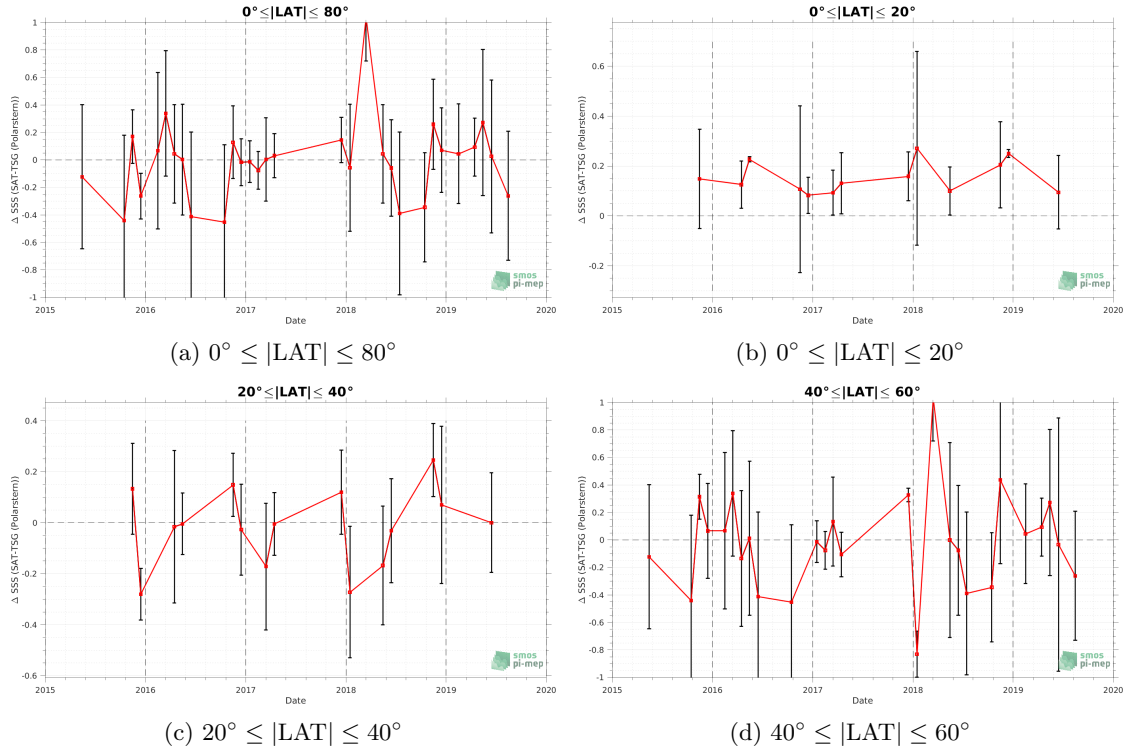 0°≤|LAT|≤ 80°
Δ SSS (SAT-TSG (Polarstern))
1
0.8
0.6
0.4
0.2
0
-0.2
-0.4
-0.6
-0.8
-1
2015
2016
2017
2018
2019
2020
Date
smos
pi-mep
(a) 0° ≤ |LAT| ≤ 80°
0°≤|LAT|≤ 20°
Δ SSS (SAT-TSG (Polarstern))
0.6
0.4
0.2
0
-0.2
2015
2016
2017
2018
2019
2020
Date
smos
pi-mep
(b) 0° ≤ |LAT| ≤ 20°
20°≤|LAT|≤ 40°
Δ SSS (SAT-TSG (Polarstern))
0.4
0.2
0
-0.2
-0.4
-0.6
2015
2016
2017
2018
2019
2020
Date
smos
pi-mep
(c) 20° ≤ |LAT| ≤ 40°
40°≤|LAT|≤ 60°
Δ SSS (SAT-TSG (Polarstern))
1
0.8
0.6
0.4
0.2
0
-0.2
-0.4
-0.6
-0.8
-1
2015
2016
2017
2018
2019
2020
Date
smos
pi-mep
(d) 40° ≤ |LAT| ≤ 60°